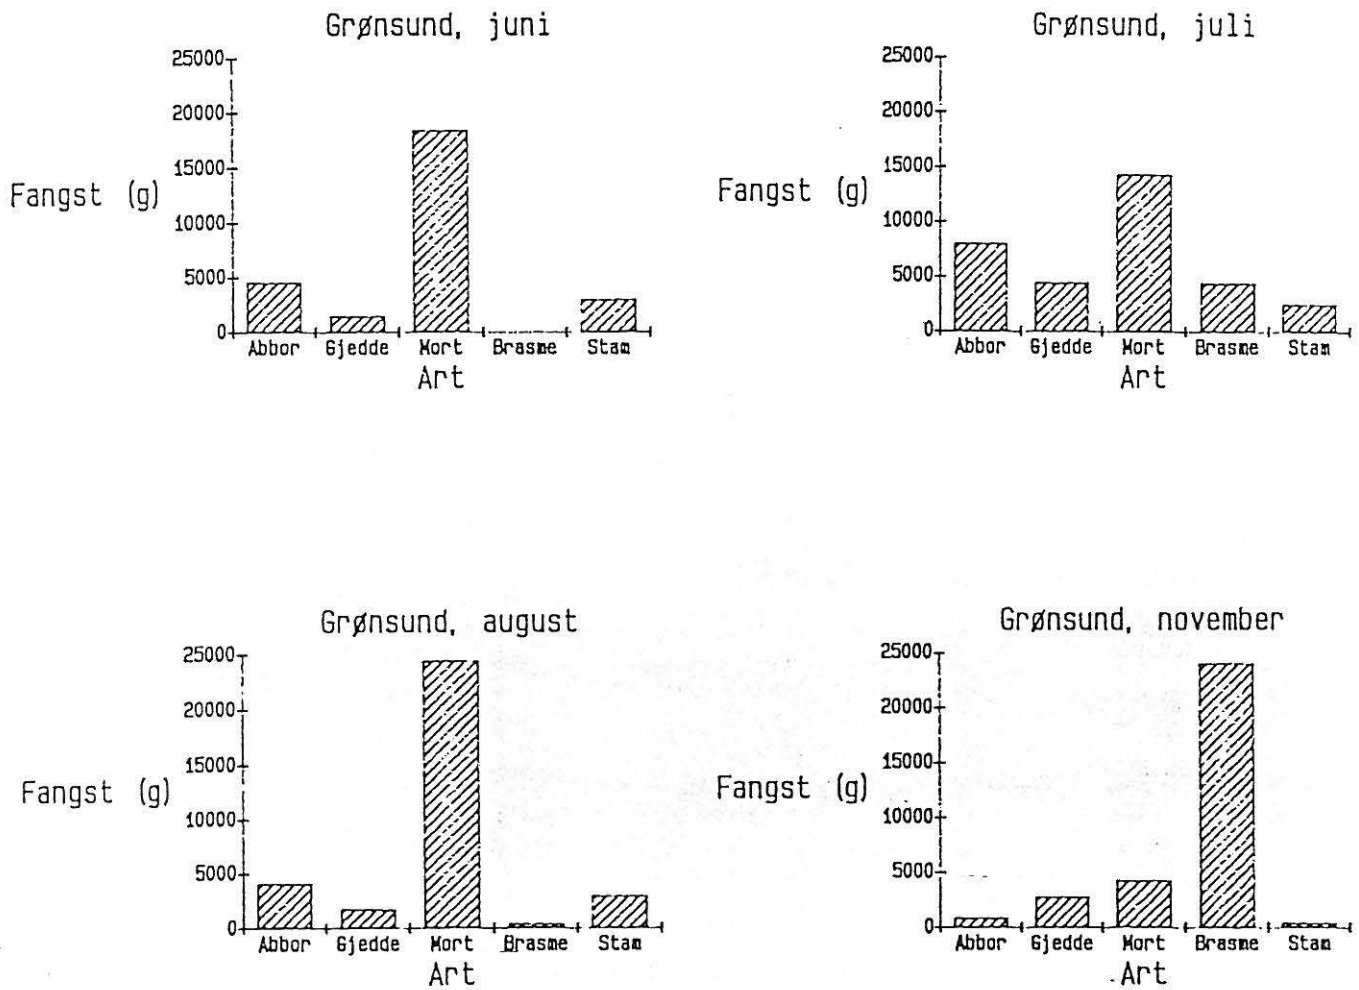 Grønsund, juni
25000
20000
15000
Fangst (g)
10000
5000
0
Abbor Gjedde Mort Brasme Stam
Art
Grønsund, juli
25000
20000
15000
Fangst (g)
10000
5000
0
Abbor Gjedde Mort Brasme Stam
Art
Grønsund, august
25000
20000
15000
Fangst (g)
10000
5000
0
Abbor Gjedde Mort Brasme Stam
Art
Grønsund, november
25000
20000
15000
Fangst (g)
10000
5000
0
Abbor Gjedde Mort Brasme Stam
Art